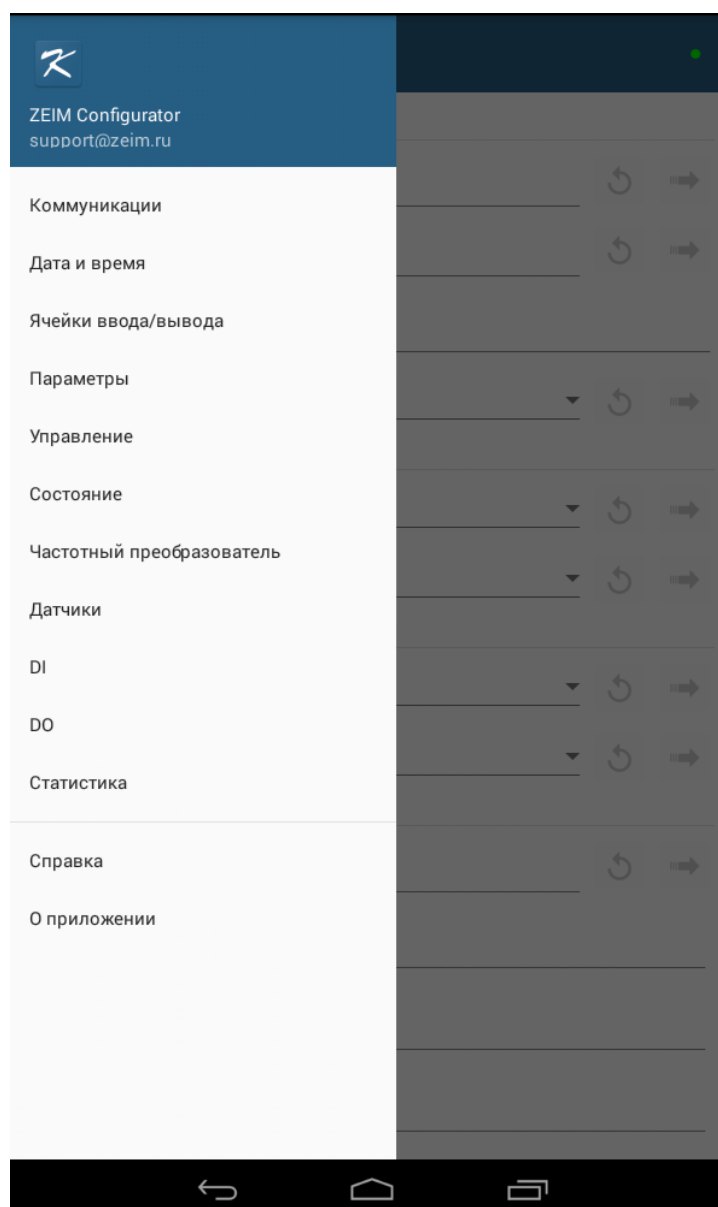 ZEIM Configurator
support@zeim.ru
Коммуникации
Дата и время
Ячейки ввода/вывода
Параметры
Управление
Состояние
Частотный преобразователь
Датчики
DI
DO
Статистика
Справка
О приложении